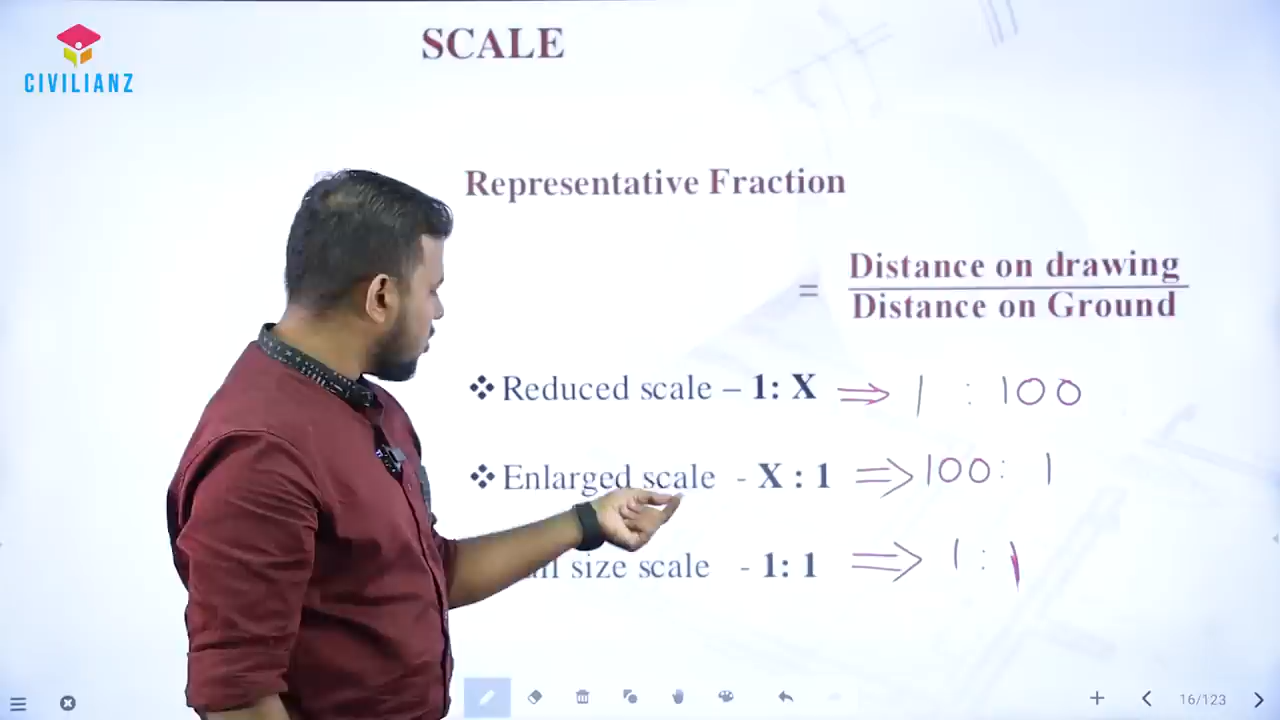 SCALE
CIVILIANZ
Representative Fraction
= Distance on drawing
Distance on Ground
❖ Reduced scale – 1: X ⇒ 1 : 100
❖ Enlarged scale - X : 1 ⇒ 100 : 1
size scale - 1: 1 ⇒ 1 : 1
16/123